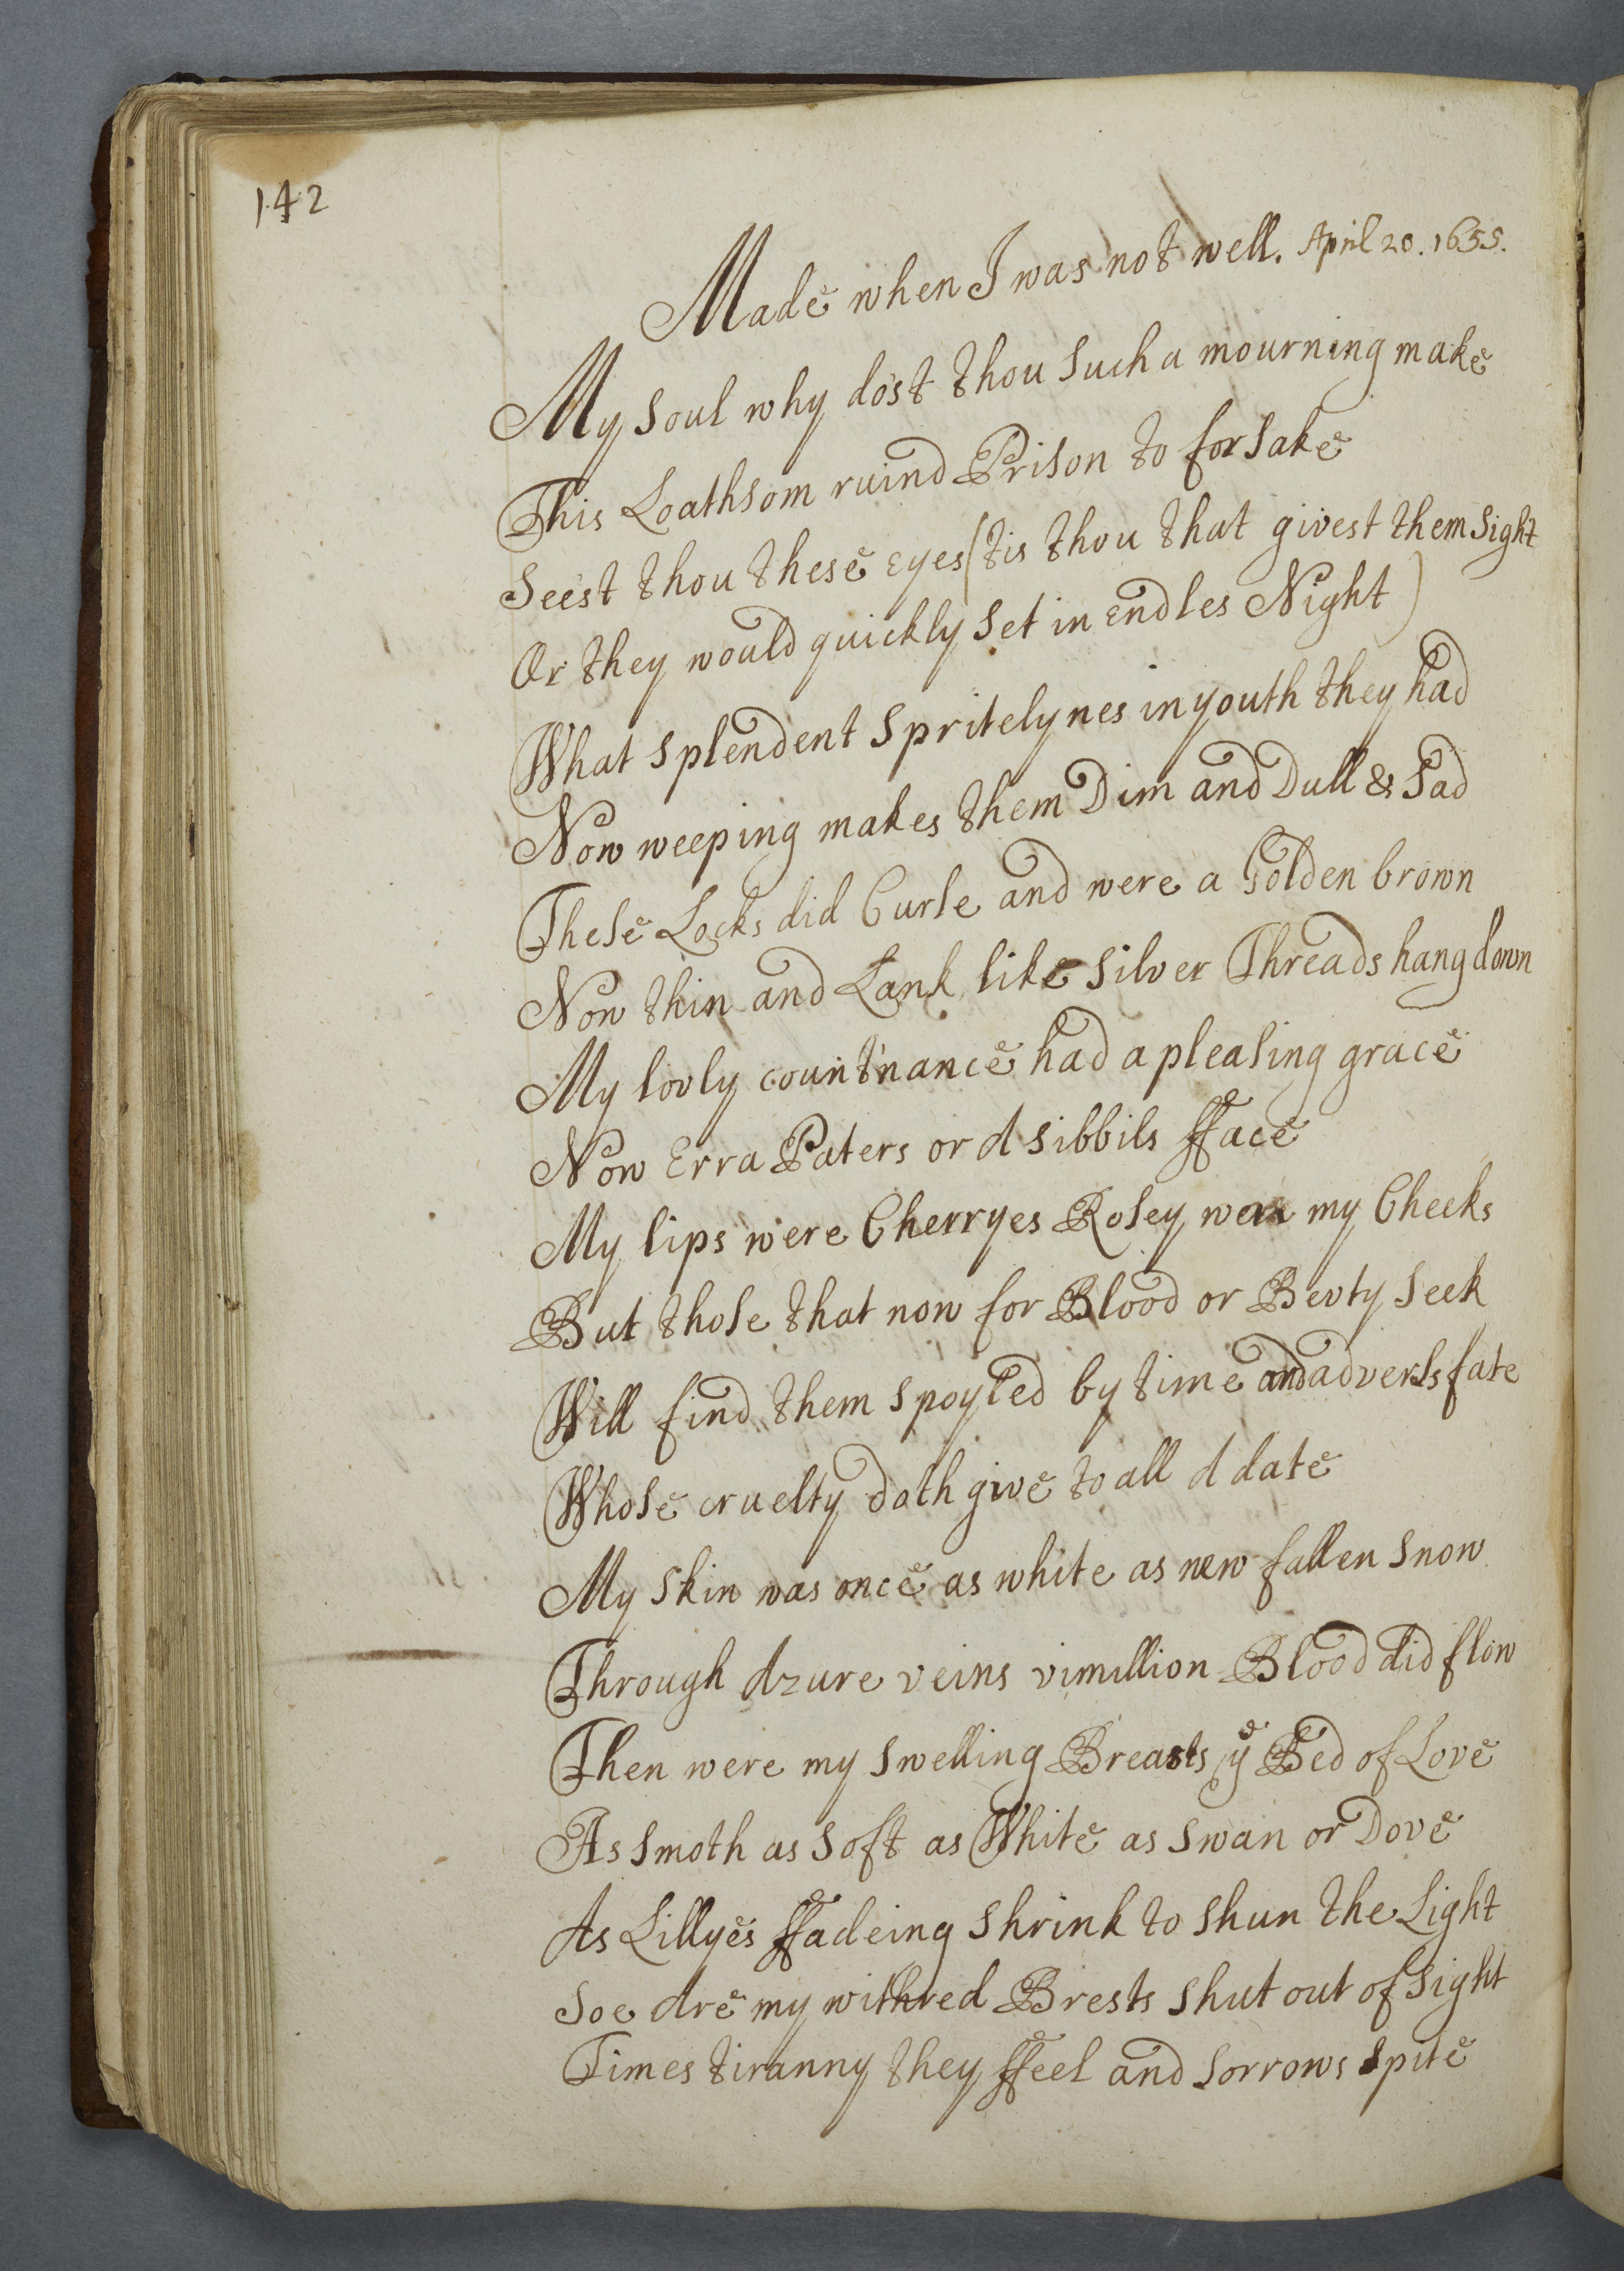 142
Made when I was not well. April 20. 1655.
My soul why dost thou such a mourning make
This Loathsom ruind Prison to forsake
Seest thou these eyes (tis thou that givest them sight
Or they would quickly set in endles Night)
What splendent spritelynes in youth they had
Now weeping makes them Dim and Dull & Sad
These Locks did Curle and were a Golden brown
Now thin and Lank like silver Threads hang down
My lovly count'nance had a pleasing grace
Now Erra Paters or A sibbils fface
My lips were Cherryes Rosey were my Cheeks
But those that now for Blood or Bevty seek
Will find them spoyled by time and advers fate
Whose cruelty doth give to all A date
My skin was once as white as new fallen snow
Through Azure veins vimillion Blood did flow
Then were my swelling Breasts yͤ Bed of Love
As smoth as soft as White as swan or Dove
As Lillyes ffadeing shrink to shun the Light
Soe Are my withred Brests shut out of sight
Times tiranny they ffeel and sorrows spite